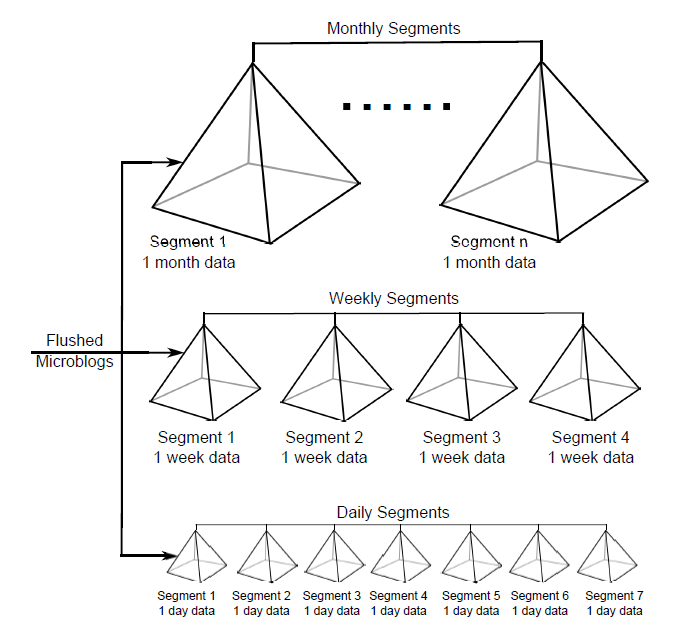 Monthly Segments
Segment 1
1 month data
Segment n
1 month data
Weekly Segments
Flushed
Microblogs
Segment 1
1 week data
Segment 2
1 week data
Segment 3
1 week data
Segment 4
1 week data
Daily Segments
Segment 1
1 day data
Segment 2
1 day data
Segment 3
1 day data
Segment 4
1 day data
Segment 5
1 day data
Segment 6
1 day data
Segment 7
1 day data